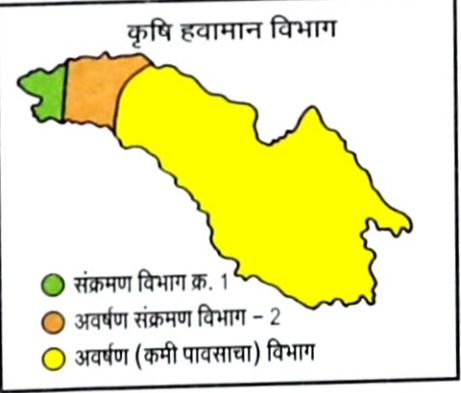 कृषि हवामान विभाग
संक्रमण विभाग क्र. 1
अवर्षण संक्रमण विभाग - 2
अवर्षण (कमी पावसाचा) विभाग